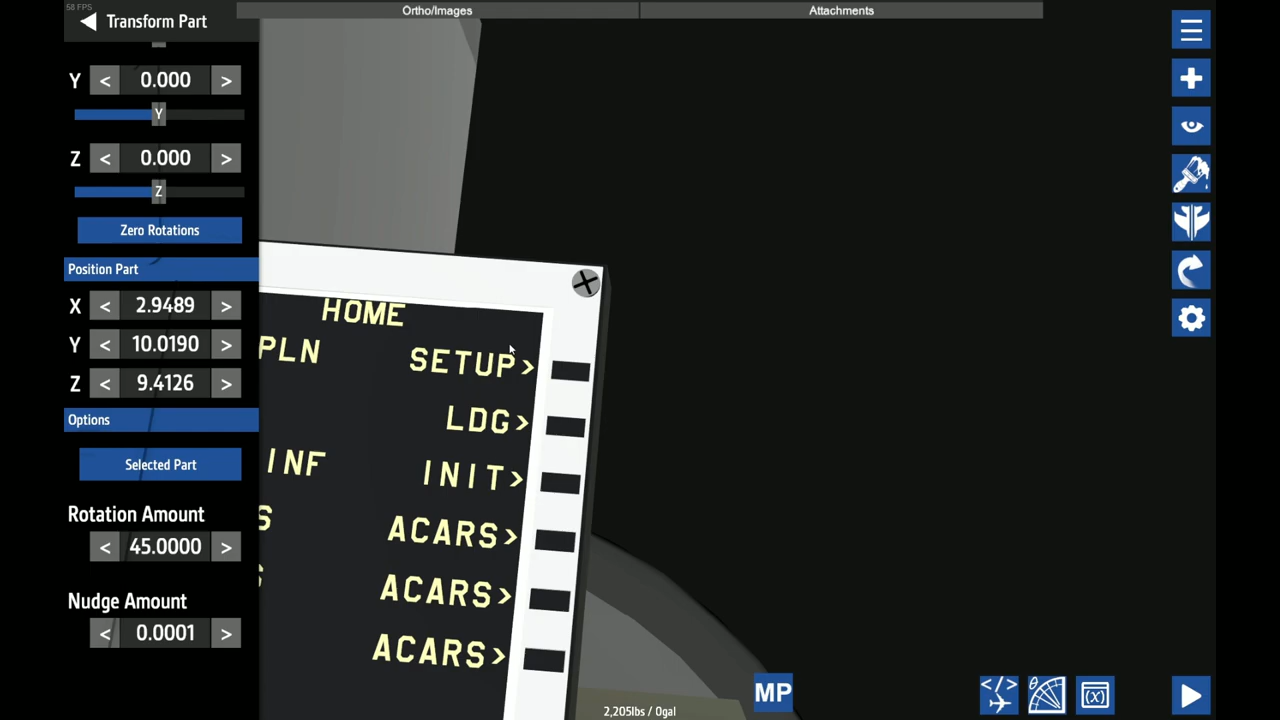 58 FPS
Transform Part
Ortho/Images
Attachments
Y < 0.000 >
Y
Z < 0.000 >
Z
Zero Rotations
Position Part
X < 2.9489 >
Y < 10.0190 >
Z < 9.4126 >
Options
Selected Part
Rotation Amount
< 45.0000 >
Nudge Amount
< 0.0001 >
HOME
PLN SETUP>
LDG>
INF INIT>
S ACARS>
S ACARS>
ACARS>
MP
</>
(x)
2,205lbs / 0gal